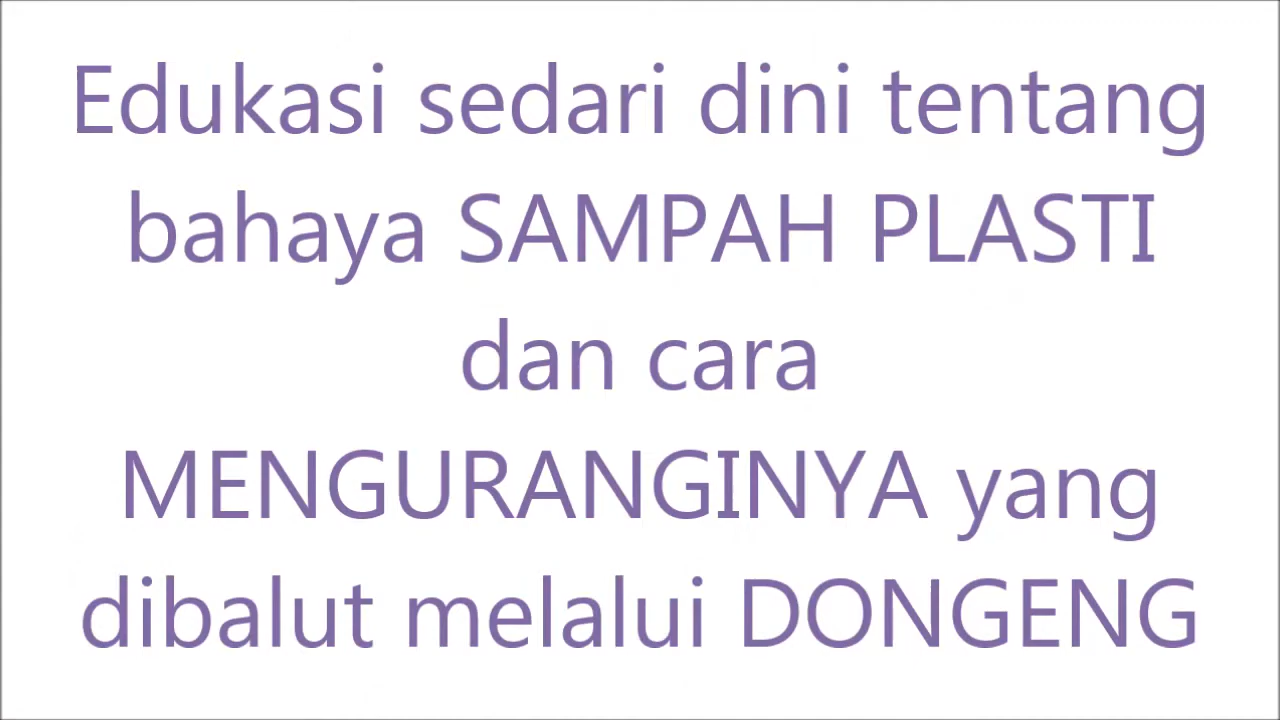 Edukasi sedari dini tentang
bahaya SAMPAH PLASTI
dan cara
MENGURANGINYA yang
dibalut melalui DONGENG